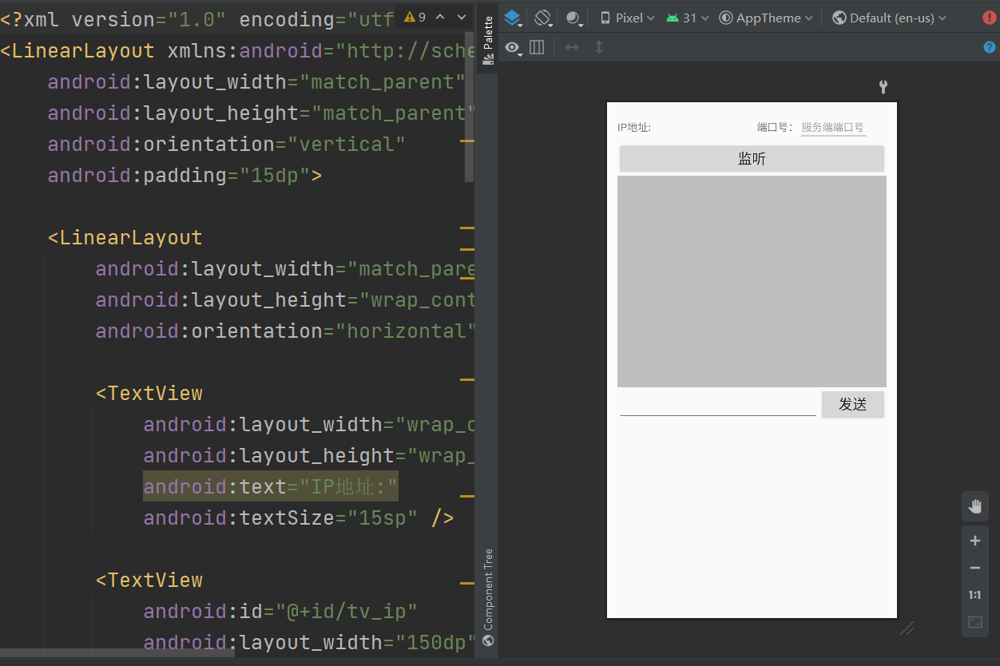 <?xml version="1.0" encoding="utf
9
<LinearLayout xmlns:android="http://sche
android:layout_width="match_parent"
android:layout_height="match_parent"
android:orientation="vertical"
android:padding="15dp">
<LinearLayout
android:layout_width="match_pare
android:layout_height="wrap_cont
android:orientation="horizontal"
<TextView
android:layout_width="wrap_c
android:layout_height="wrap_
android:text="IP地址:"
android:textSize="15sp" />
<TextView
android:id="@+id/tv_ip"
android:layout_width="150dp"
Palette
Component Tree
Pixel
31
AppTheme
Default (en-us)
IP地址:
端口号:
服务端端口号
监听
发送
1:1